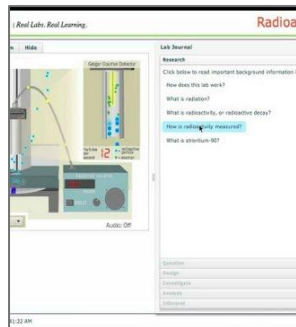 : Real Labs. Real Learning.
Radioa
n
Hide
Geiger Counter Detector
12
Audio: Off
Lab Journal
Research
Click below to read important background information
How does this lab work?
What is radiation?
What is radioactivity, or radioactive decay?
How is radioactivity measured?
What is strontium-90?
Question
Design
Investigate
Analyze
Interpret
:22 AM